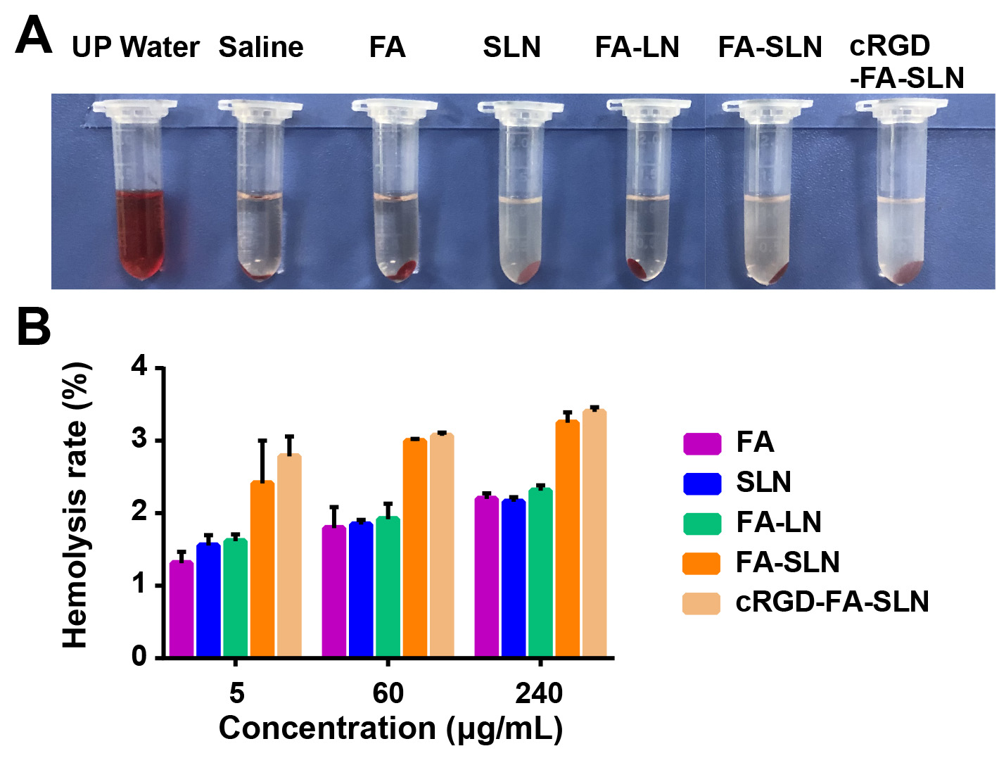 A
UP Water Saline FA SLN FA-LN FA-SLN cRGD
-FA-SLN
B
Hemolysis rate (%)
4
3
2
1
0
5 60 240
Concentration (µg/mL)
FA
SLN
FA-LN
FA-SLN
cRGD-FA-SLN